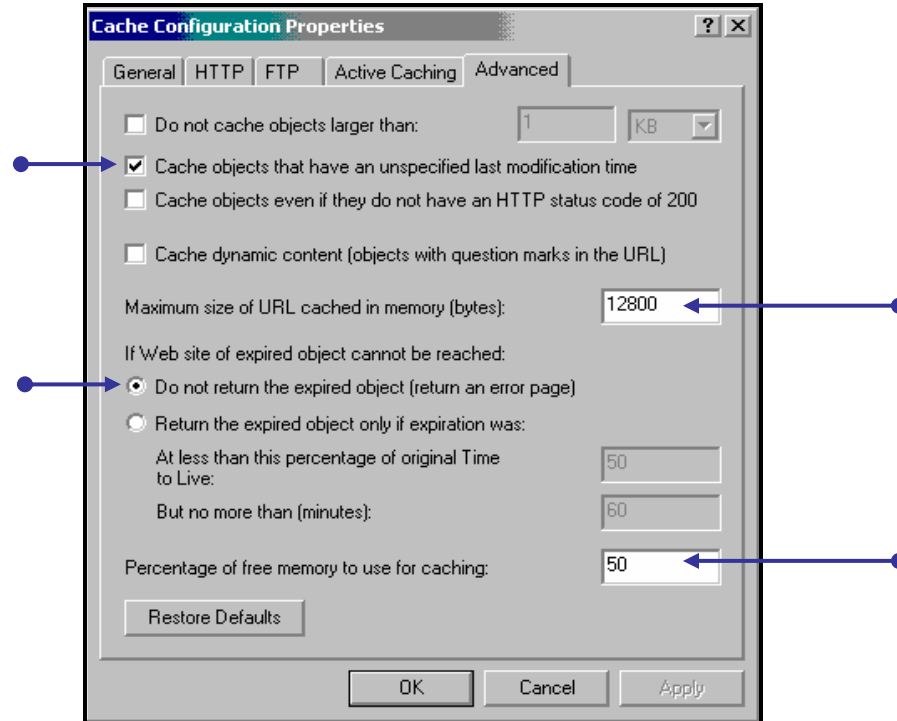 Cache Configuration Properties
General HTTP FTP Active Caching Advanced
Do not cache objects larger than: 1 KB
Cache objects that have an unspecified last modification time
Cache objects even if they do not have an HTTP status code of 200
Cache dynamic content (objects with question marks in the URL)
Maximum size of URL cached in memory (bytes): 12800
If Web site of expired object cannot be reached:
Do not return the expired object (return an error page)
Return the expired object only if expiration was:
At less than this percentage of original Time
to Live: 50
But no more than (minutes): 60
Percentage of free memory to use for caching: 50
Restore Defaults
OK Cancel Apply